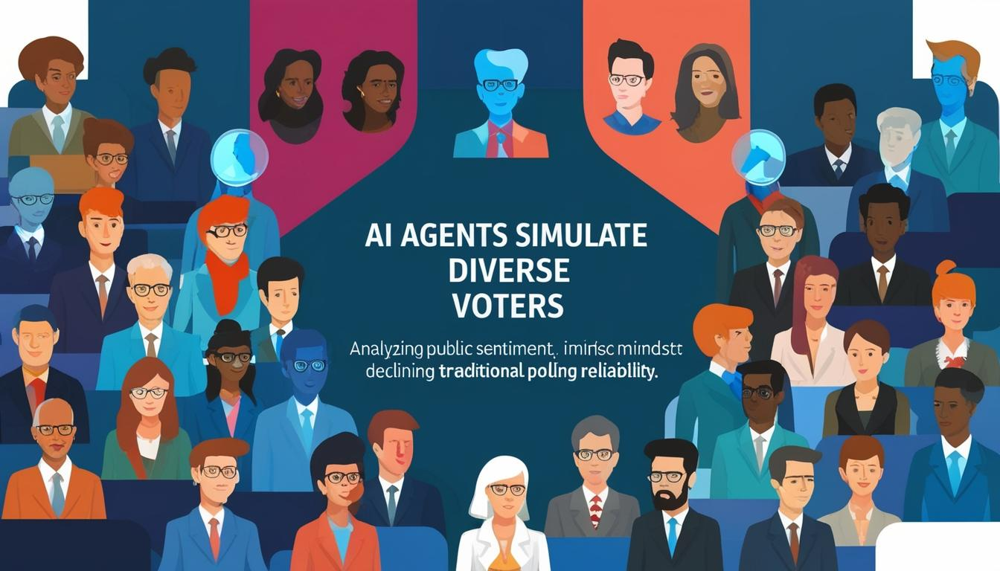 AI AGENTS SIMULATE
DIVERSE
VOTERS
Analyzing public sentiment,
declining traditional polling reliability.